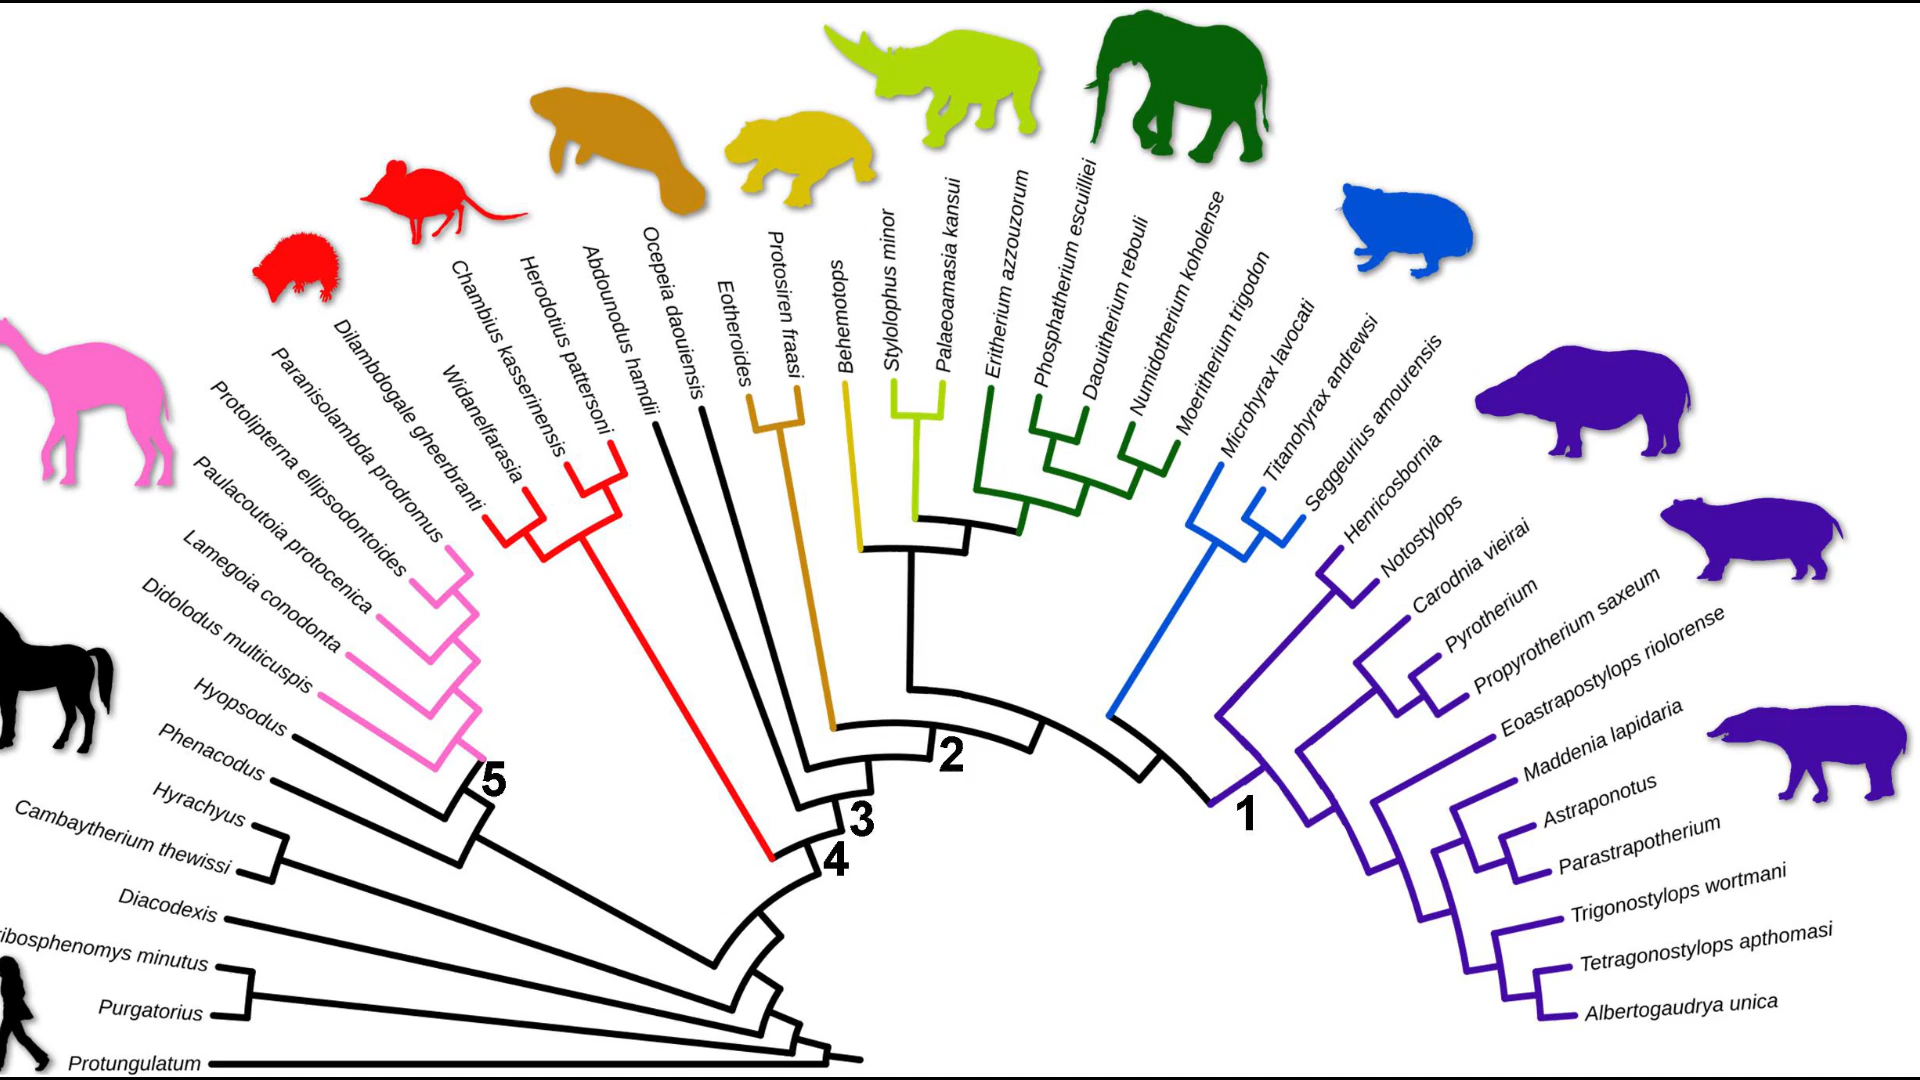 Protungulatum
Purgatorius
ribosphenomys minutus
Diacodexis
Cambaytherium thewissi
Hyrachyus
Phenacodus
Hyopsodus
Didolodus multicuspis
Lamegoia conodonta
Paulacoutoia protocenica
Protolipterna ellipsodontoides
Paranisolambda prodromus
Dilambdogale gheerbranti
Widanelfarasia
Chambius kasserinensis
Herodotius pattersoni
Abdounodus hamdii
Ocepeia daouiensis
Eotheroides
Protosiren fraasi
Behemotops
Stylolophus minor
Palaeoamasia kansui
Eritherium azzouzorum
Phosphatherium escuilliei
Daouitherium rebouli
Numidotherium koholense
Moeritherium trigodon
Microhyrax lavocati
Titanohyrax andrewsi
Seggeurius amourensis
Henricosbornia
Notostylops
Carodnia vieirai
Pyrotherium
Propyrotherium saxeum
Eoastrapostylops riolorense
Maddenia lapidaria
Astraponotus
Parastrapotherium
Trigonostylops wortmani
Tetragonostylops apthomasi
Albertogaudrya unica
1
2
3
4
5